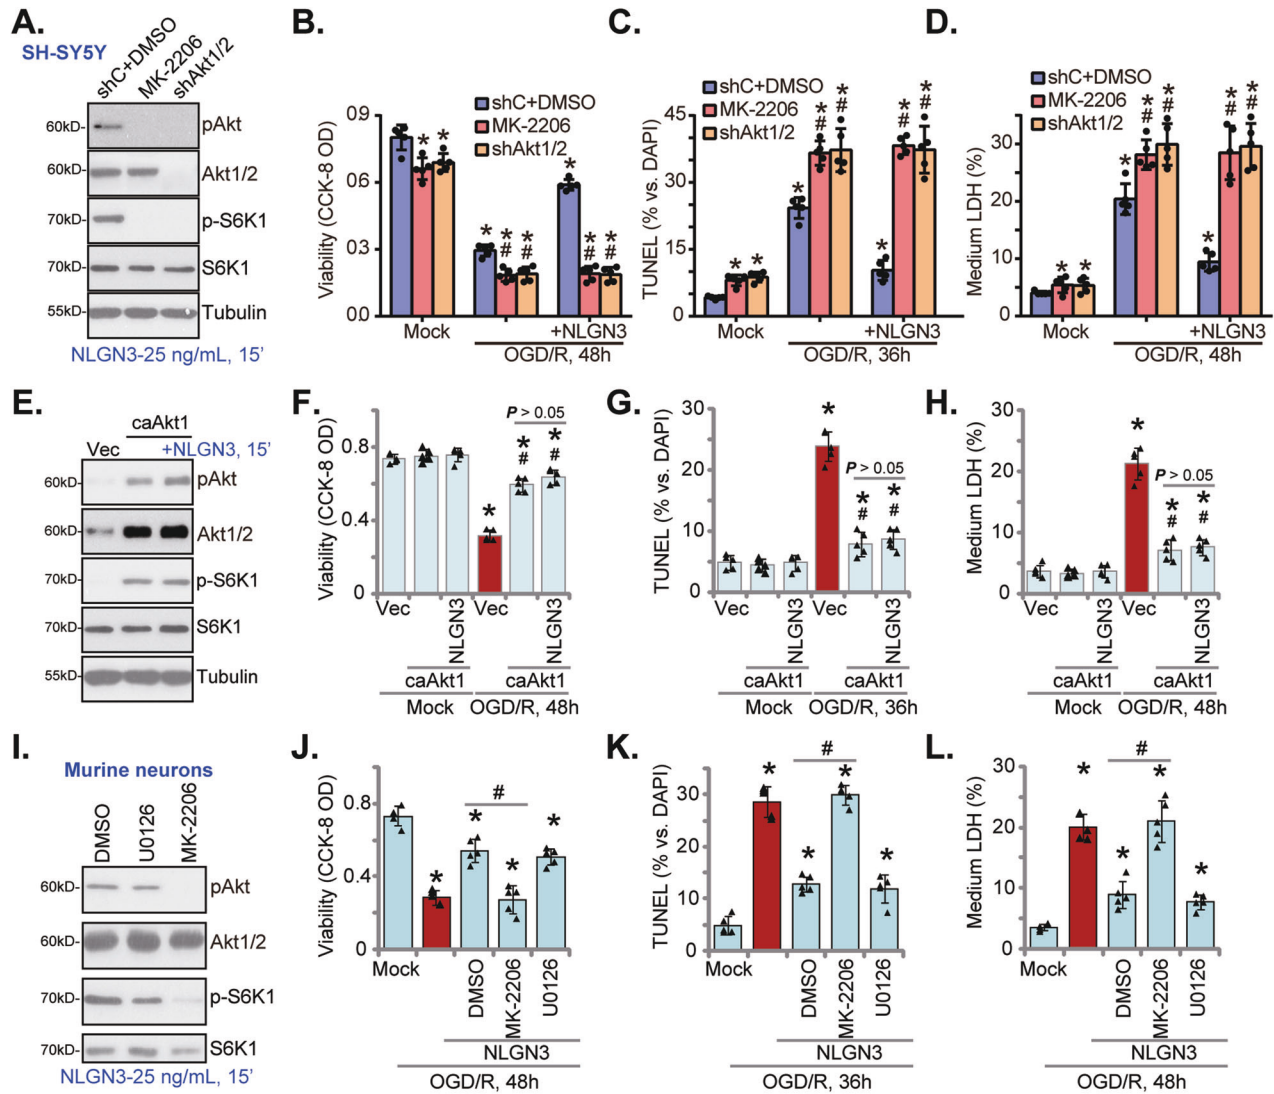 A.
SH-SY5Y
shC+DMSO
MK-2206
shAkt1/2
60kD-
pAkt
60kD-
Akt1/2
70kD-
p-S6K1
70kD-
S6K1
55kD-
Tubulin
NLGN3-25 ng/mL, 15'
B.
Viability (CCK-8 OD)
0.9
0.6
0.3
0.0
shC+DMSO
MK-2206
shAkt1/2
* * * * # * # * * # * #
Mock
+NLGN3
OGD/R, 48h
C.
TUNEL (% vs. DAPI)
45
30
15
0
shC+DMSO
MK-2206
shAkt1/2
* * * * # * # * * # * #
Mock
+NLGN3
OGD/R, 36h
D.
Medium LDH (%)
30
20
10
0
shC+DMSO
MK-2206
shAkt1/2
* * * * # * # * * # * #
Mock
+NLGN3
OGD/R, 48h
E.
caAkt1
Vec
+NLGN3, 15'
60kD-
pAkt
60kD-
Akt1/2
70kD-
p-S6K1
70kD-
S6K1
55kD-
Tubulin
F.
Viability (CCK-8 OD)
0.8
0.4
0
P > 0.05
* * # * #
Vec
NLGN3
Vec
NLGN3
caAkt1
caAkt1
Mock
OGD/R, 48h
G.
TUNEL (% vs. DAPI)
30
20
10
0
P > 0.05
* * # * #
Vec
NLGN3
Vec
NLGN3
caAkt1
caAkt1
Mock
OGD/R, 36h
H.
Medium LDH (%)
30
20
10
0
P > 0.05
* * # * #
Vec
NLGN3
Vec
NLGN3
caAkt1
caAkt1
Mock
OGD/R, 48h
I.
Murine neurons
DMSO
U0126
MK-2206
60kD-
pAkt
60kD-
Akt1/2
70kD-
p-S6K1
70kD-
S6K1
NLGN3-25 ng/mL, 15'
J.
Viability (CCK-8 OD)
0.8
0.4
0
#
* * * *
Mock
DMSO
MK-2206
U0126
NLGN3
OGD/R, 48h
K.
TUNEL (% vs. DAPI)
30
20
10
0
#
* * * *
Mock
DMSO
MK-2206
U0126
NLGN3
OGD/R, 36h
L.
Medium LDH (%)
30
20
10
0
#
* * * *
Mock
DMSO
MK-2206
U0126
NLGN3
OGD/R, 48h